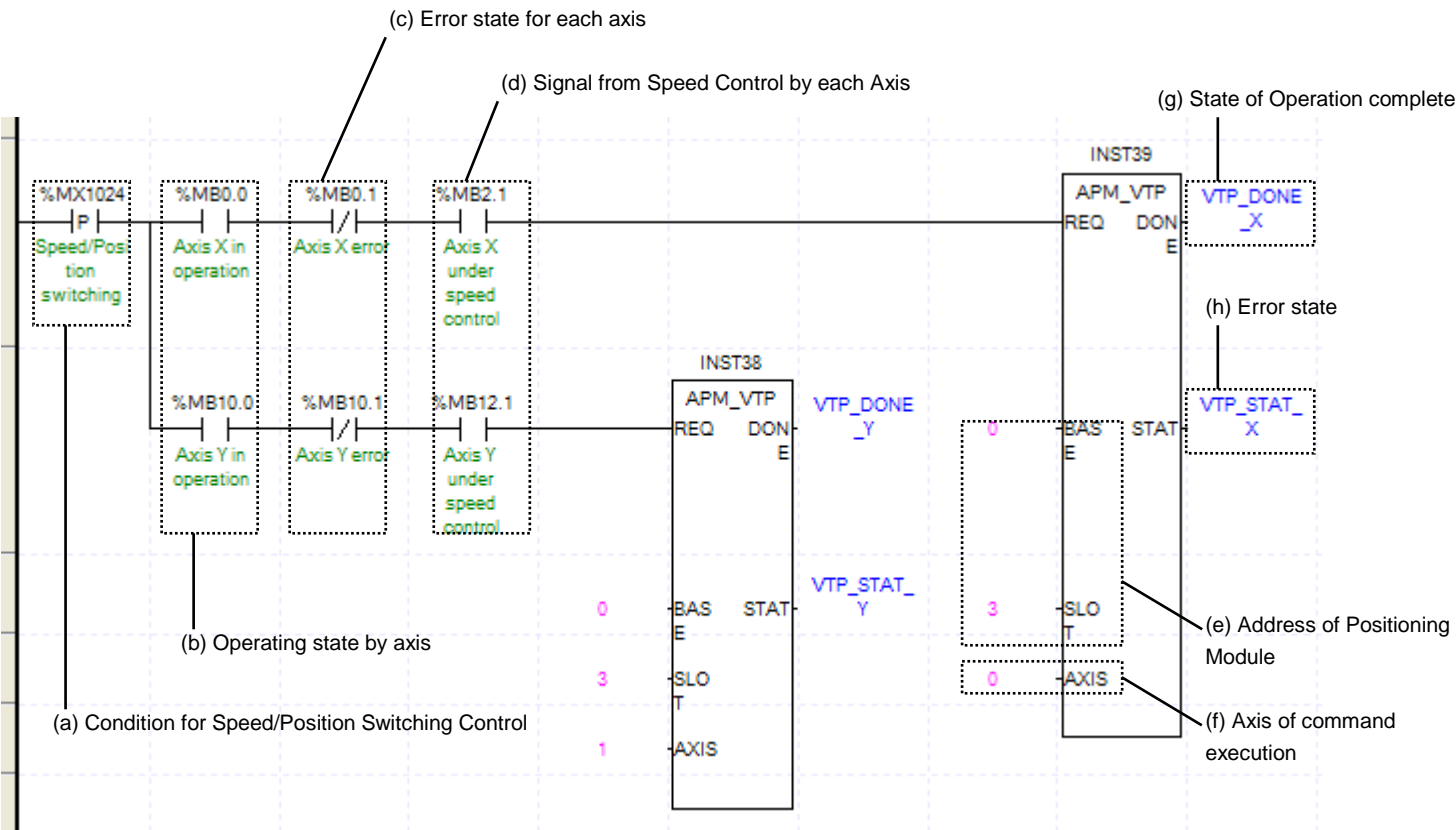 (c) Error state for each axis
(d) Signal from Speed Control by each Axis
(g) State of Operation complete
INST39
%MX1024
%MB0.0
%MB0.1
%MB2.1
APM_VTP
VTP_DONE
_X
P
REQ
DON
E
Speed/Posi
tion
switching
Axis X in
operation
Axis X error
Axis X
under
speed
control
(h) Error state
INST38
%MB10.0
%MB10.1
%MB12.1
APM_VTP
VTP_DONE
_Y
VTP_STAT_
X
REQ
DON
E
0
BAS
E
STAT
Axis Y in
operation
Axis Y error
Axis Y
under
speed
control
VTP_STAT_
Y
0
BAS
E
STAT
3
SLO
T
(e) Address of Positioning
Module
(b) Operating state by axis
3
SLO
T
0
AXIS
(a) Condition for Speed/Position Switching Control
(f) Axis of command
execution
1
AXIS